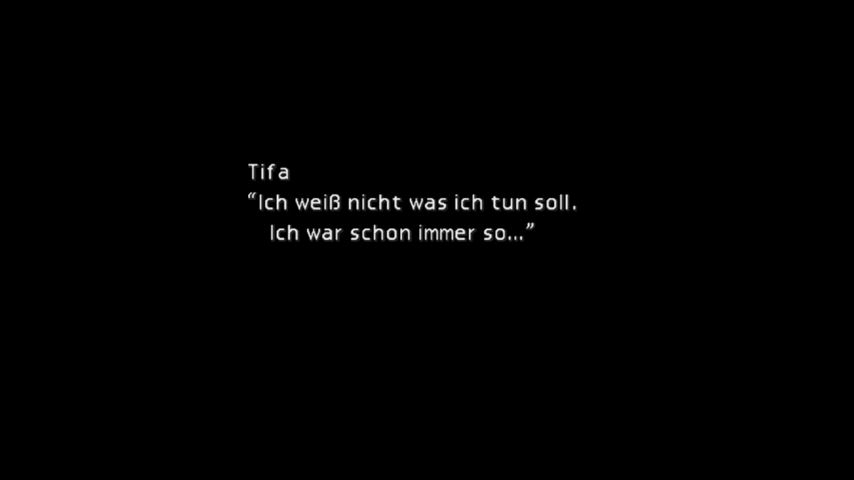 Tifa
“Ich weiß nicht was ich tun soll.
Ich war schon immer so...”